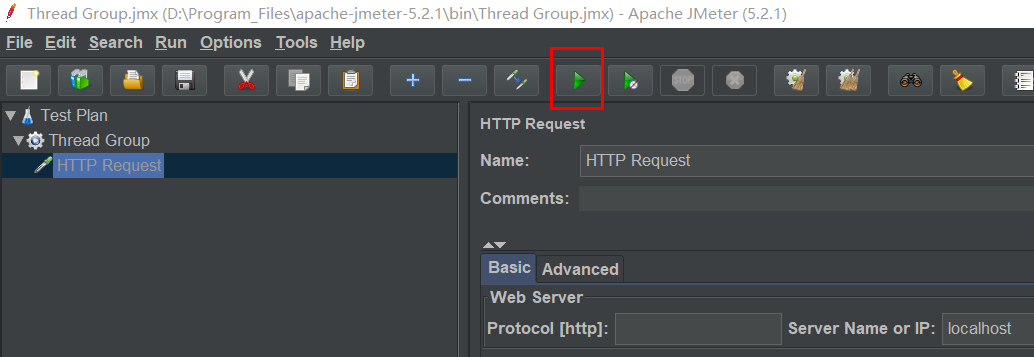 Thread Group.jmx (D:\Program_Files\apache-jmeter-5.2.1\bin\Thread Group.jmx) - Apache JMeter (5.2.1)
File Edit Search Run Options Tools Help
STOP
Test Plan
Thread Group
HTTP Request
HTTP Request
Name: HTTP Request
Comments:
Basic Advanced
Web Server
Protocol [http]: Server Name or IP: localhost